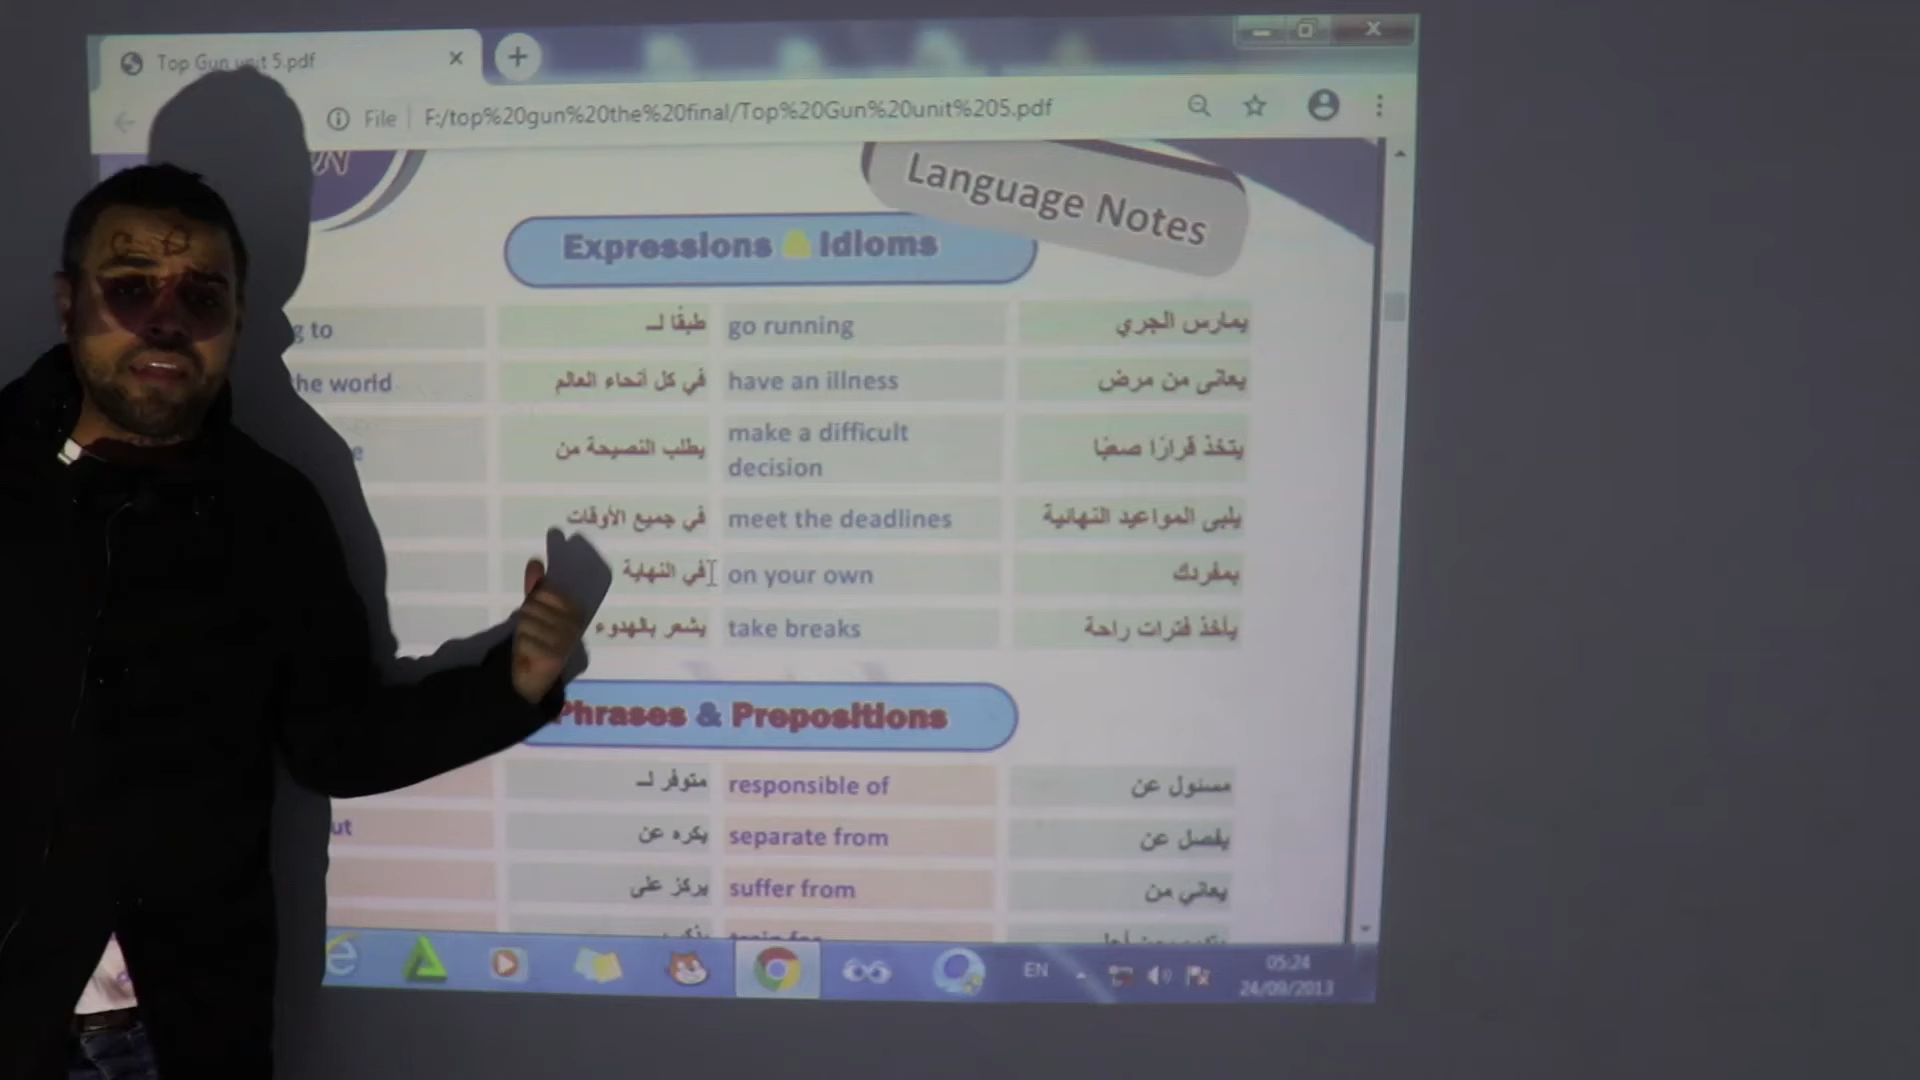 Top Gun unit 5.pdf
File F:/top%20gun%20the%20final/Top%20Gun%20unit%205.pdf
Language Notes
Expressions & Idioms
g to طبقًا لـ go running يمارس الجري
he world في كل أنحاء العالم have an illness يعانى من مرض
e يطلب النصيحة من make a difficult decision يتخذ قرارًا صعبًا
في جميع الأوقات meet the deadlines يلبى المواعيد النهائية
في النهاية on your own بمفردك
يشعر بالهدوء take breaks يأخذ فترات راحة
Phrases & Prepositions
متوفر لـ responsible of مسئول عن
ut يكره عن separate from يفصل عن
يركز على suffer from يعاني من
EN 05:24
24/09/2013